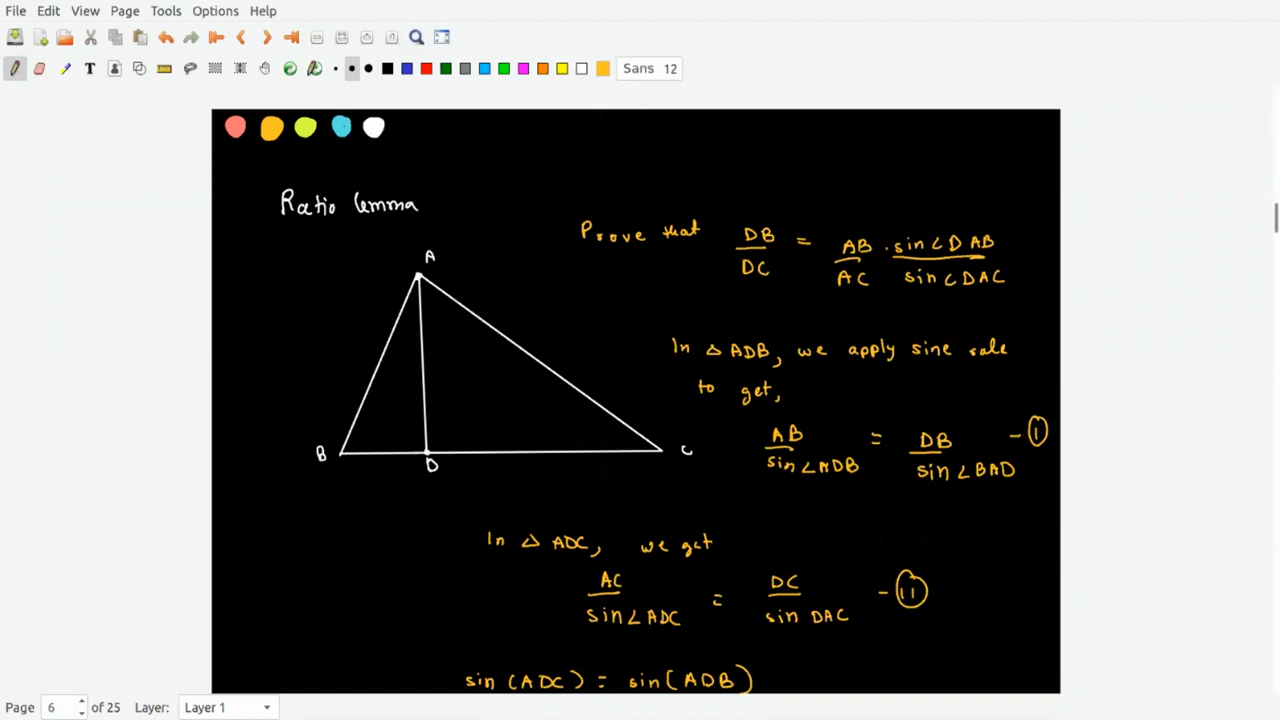 File Edit View Page Tools Options Help
Sans 12
Ratio lemma
Prove that DB/DC = AB/AC · sin∠DAB/sin∠DAC
A
B
D
C
In △ADB, we apply sine rule
to get,
AB/sin∠ADB = DB/sin∠BAD - ①
In △ ADC, we get
AC/sin∠ADC = DC/sin DAC - ⑪
sin(ADC) = sin(ADB)
Page 6 of 25 Layer: Layer 1